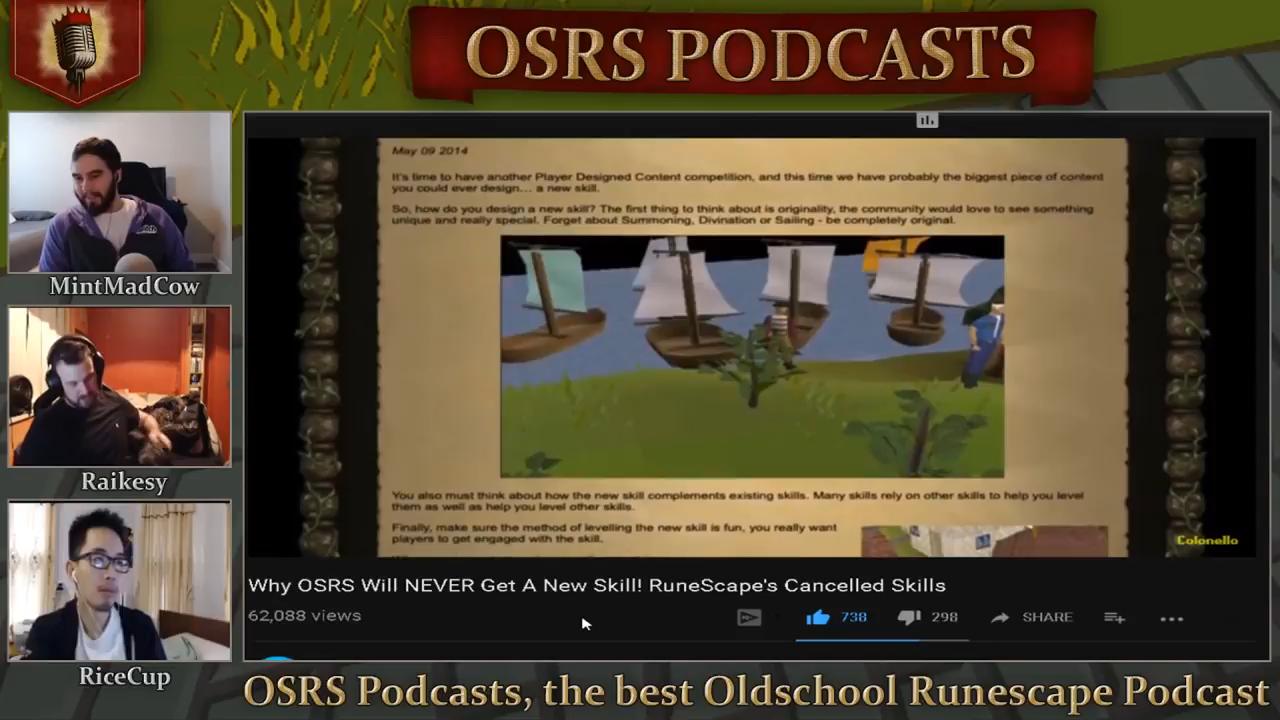 OSRS PODCASTS
MintMadCow
Raikesy
RiceCup
May 09 2014
It's time to have another Player Designed Content competition, and this time we have probably the biggest piece of content
you could ever design... a new skill.
So, how do you design a new skill? The first thing to think about is originality, the community would love to see something
unique and really special. Forget about Summoning, Divination or Sailing - be completely original.
You also must think about how the new skill complements existing skills. Many skills rely on other skills to help you level
them as well as help you level other skills.
Finally, make sure the method of levelling the new skill is fun, you really want
players to get engaged with the skill.
Colonello
Why OSRS Will NEVER Get A New Skill! RuneScape's Cancelled Skills
62,088 views
738
298
SHARE
OSRS Podcasts, the best Oldschool Runescape Podcast